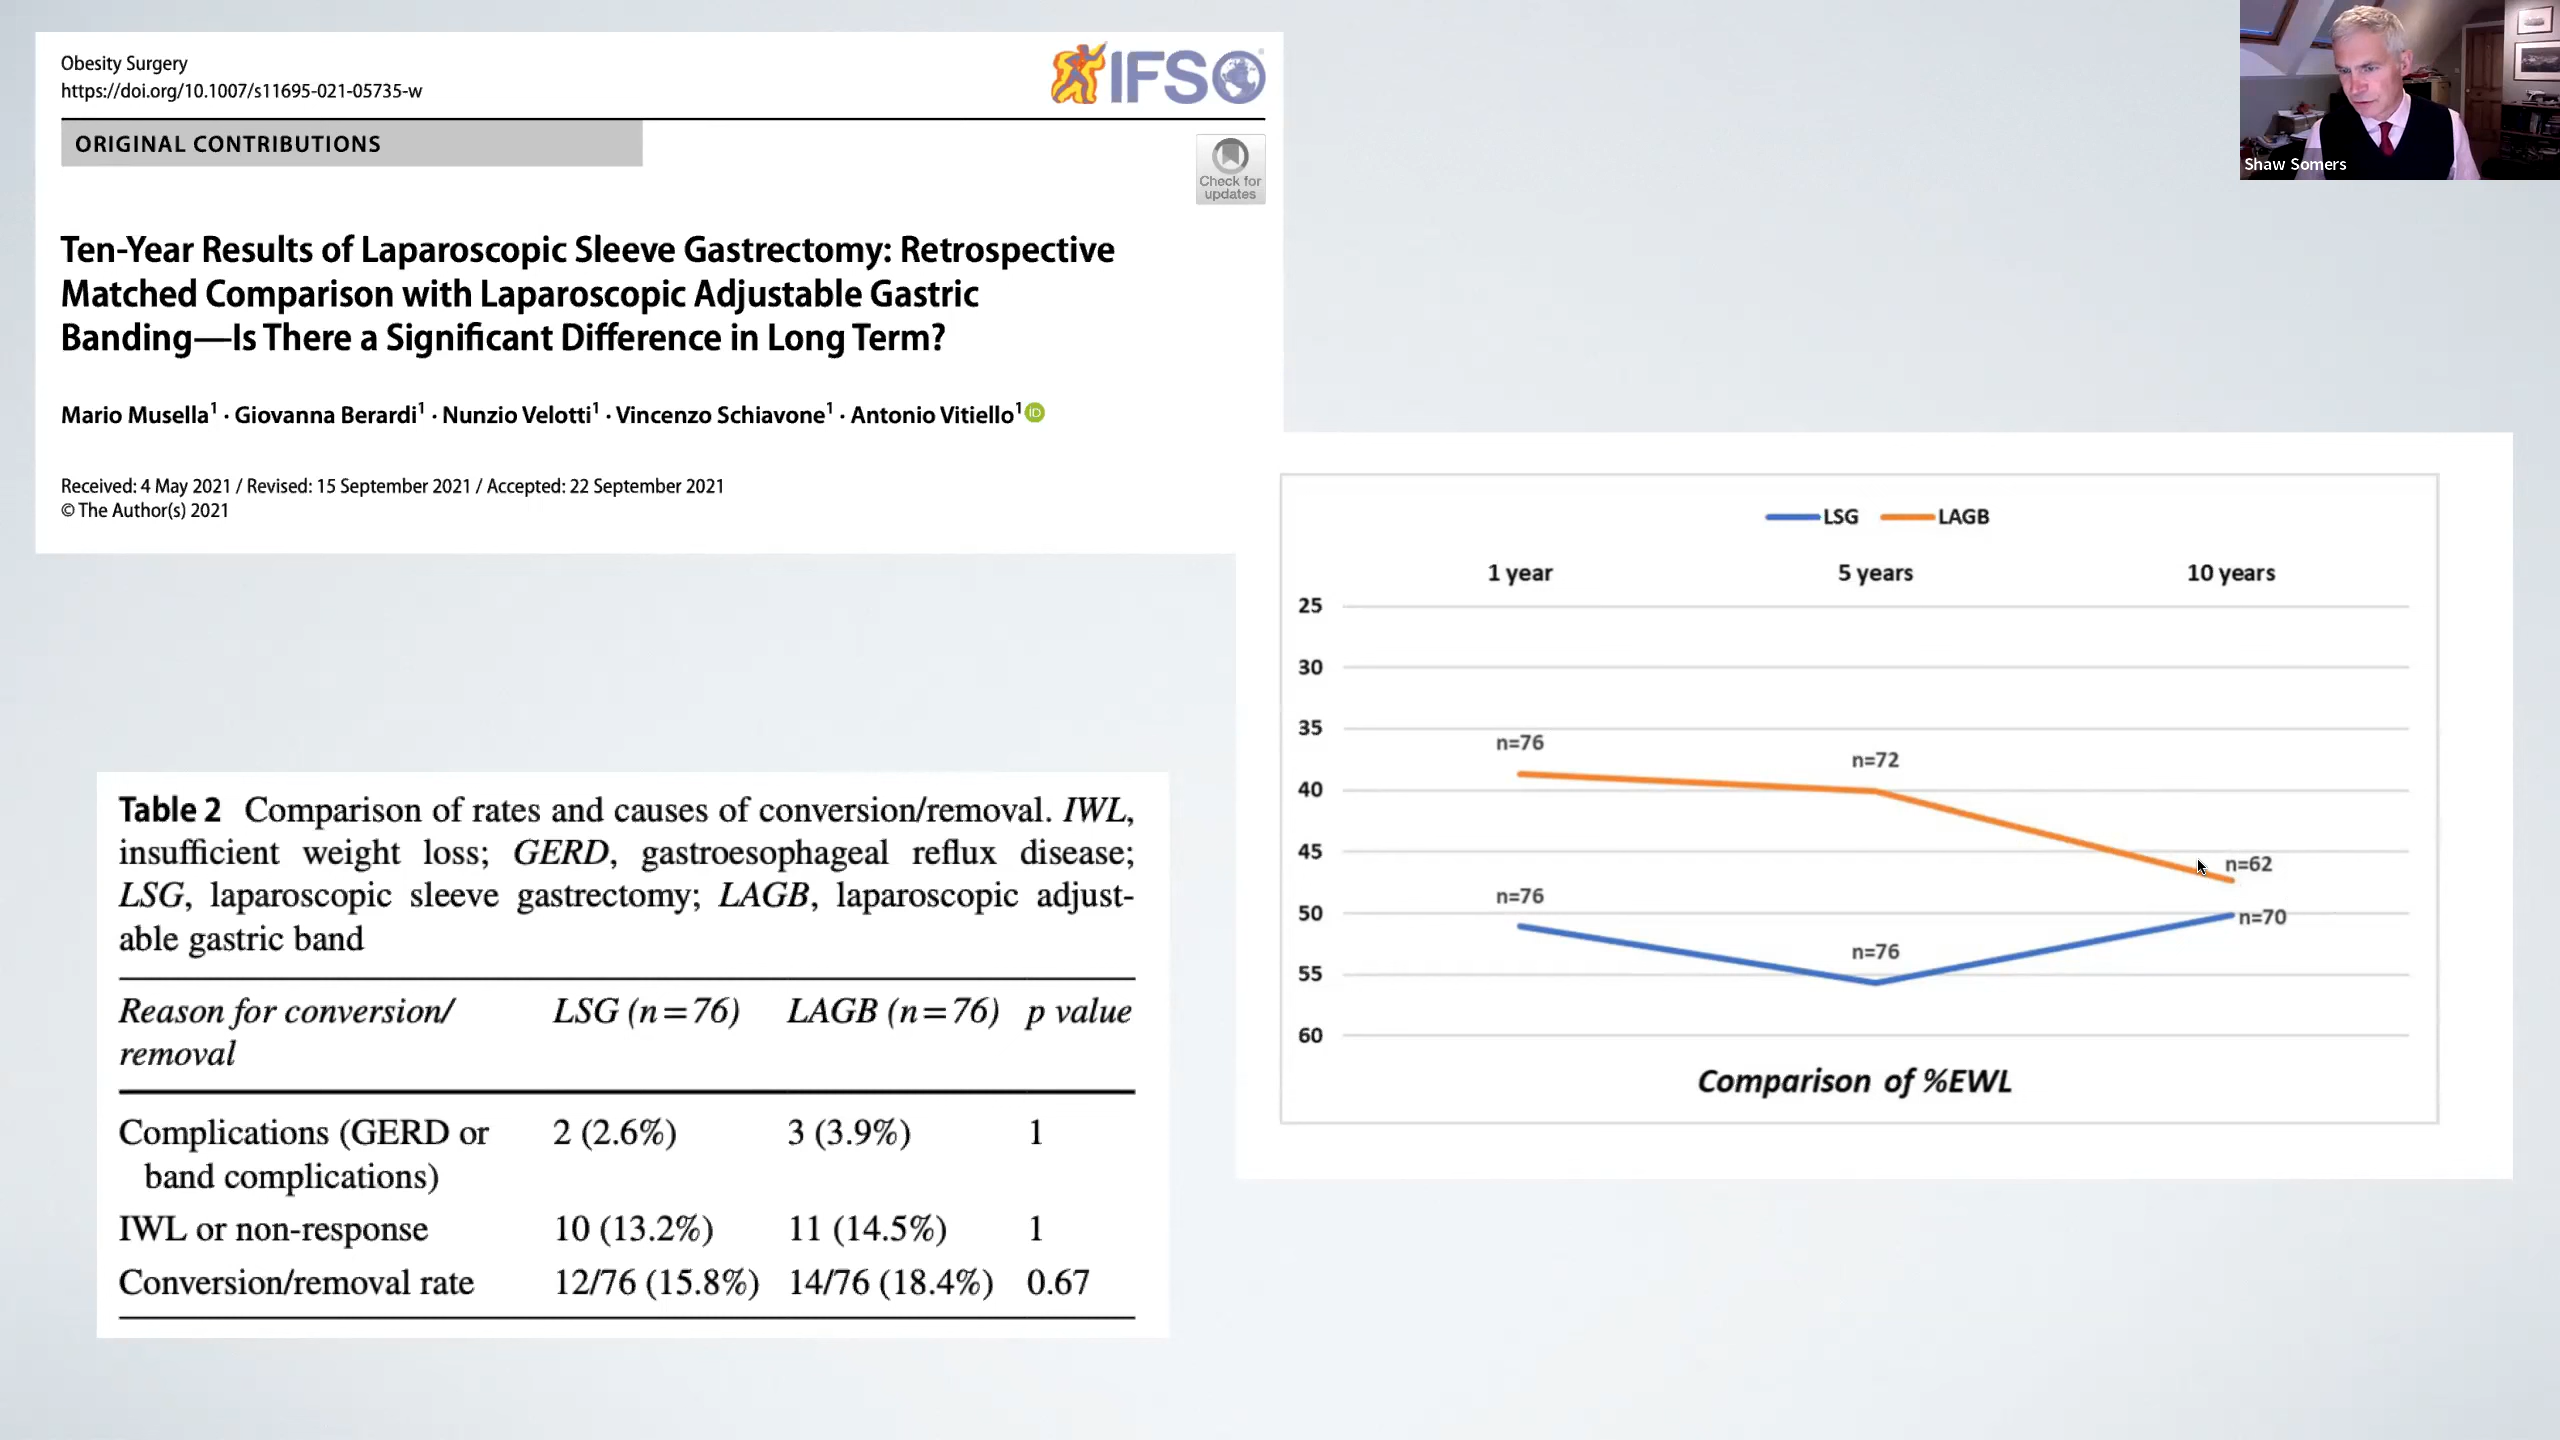 Obesity Surgery
https://doi.org/10.1007/s11695-021-05735-w
IFSO
ORIGINAL CONTRIBUTIONS
Check for
updates
Ten-Year Results of Laparoscopic Sleeve Gastrectomy: Retrospective
Matched Comparison with Laparoscopic Adjustable Gastric
Banding—Is There a Significant Difference in Long Term?
Mario Musella¹ · Giovanna Berardi¹ · Nunzio Velotti¹ · Vincenzo Schiavone¹ · Antonio Vitiello¹ iD
Received: 4 May 2021 / Revised: 15 September 2021 / Accepted: 22 September 2021
© The Author(s) 2021
Shaw Somers
Table 2 Comparison of rates and causes of conversion/removal. IWL,
insufficient weight loss; GERD, gastroesophageal reflux disease;
LSG, laparoscopic sleeve gastrectomy; LAGB, laparoscopic adjust-
able gastric band
Reason for conversion/ LSG (n=76) LAGB (n=76) p value
removal
Complications (GERD or 2 (2.6%) 3 (3.9%) 1
band complications)
IWL or non-response 10 (13.2%) 11 (14.5%) 1
Conversion/removal rate 12/76 (15.8%) 14/76 (18.4%) 0.67
LSG LAGB
1 year 5 years 10 years
25
30
35
n=76
n=72
40
45
n=62
n=76
50
n=70
n=76
55
60
Comparison of %EWL